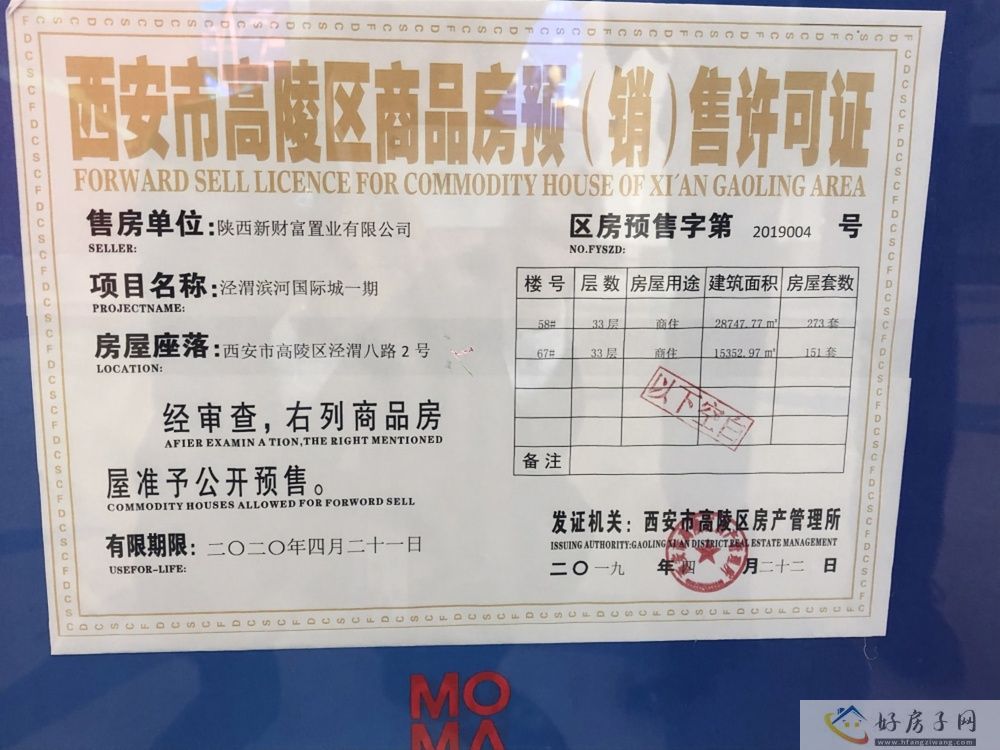 西安市高陵区商品房预（销）售许可证
FORWARD SELL LICENCE FOR COMMODITY HOUSE OF XI'AN GAOLING AREA
售房单位:陕西新财富置业有限公司
SELLER:
区房预售字第 2019004 号
NO.FYSZD:
项目名称:泾渭滨河国际城一期
PROJECTNAME:
房屋座落:西安市高陵区泾渭八路2号
LOCATION:
楼号 层数 房屋用途 建筑面积 房屋套数
58# 33层 商住 28747.77㎡ 273套
67# 33层 商住 15352.97㎡ 151套
以下空白
备注
经审查，右列商品房
AFIER EXAMIN A TION,THE RIGHT MENTIONED
屋准予公开预售。
COMMODITY HOUSES ALLOWED FOR FORWORD SELL
有限期限:二〇二〇年四月二十一日
USEFOR-LIFE:
发证机关：西安市高陵区房产管理所
ISSUING AUTHORITY:GAOLING XI'AN DISTRICT REAL ESTATE MANAGEMENT
二〇一九 年四 月二十二 日
MOMA
好房子网
www.hfangziwang.com